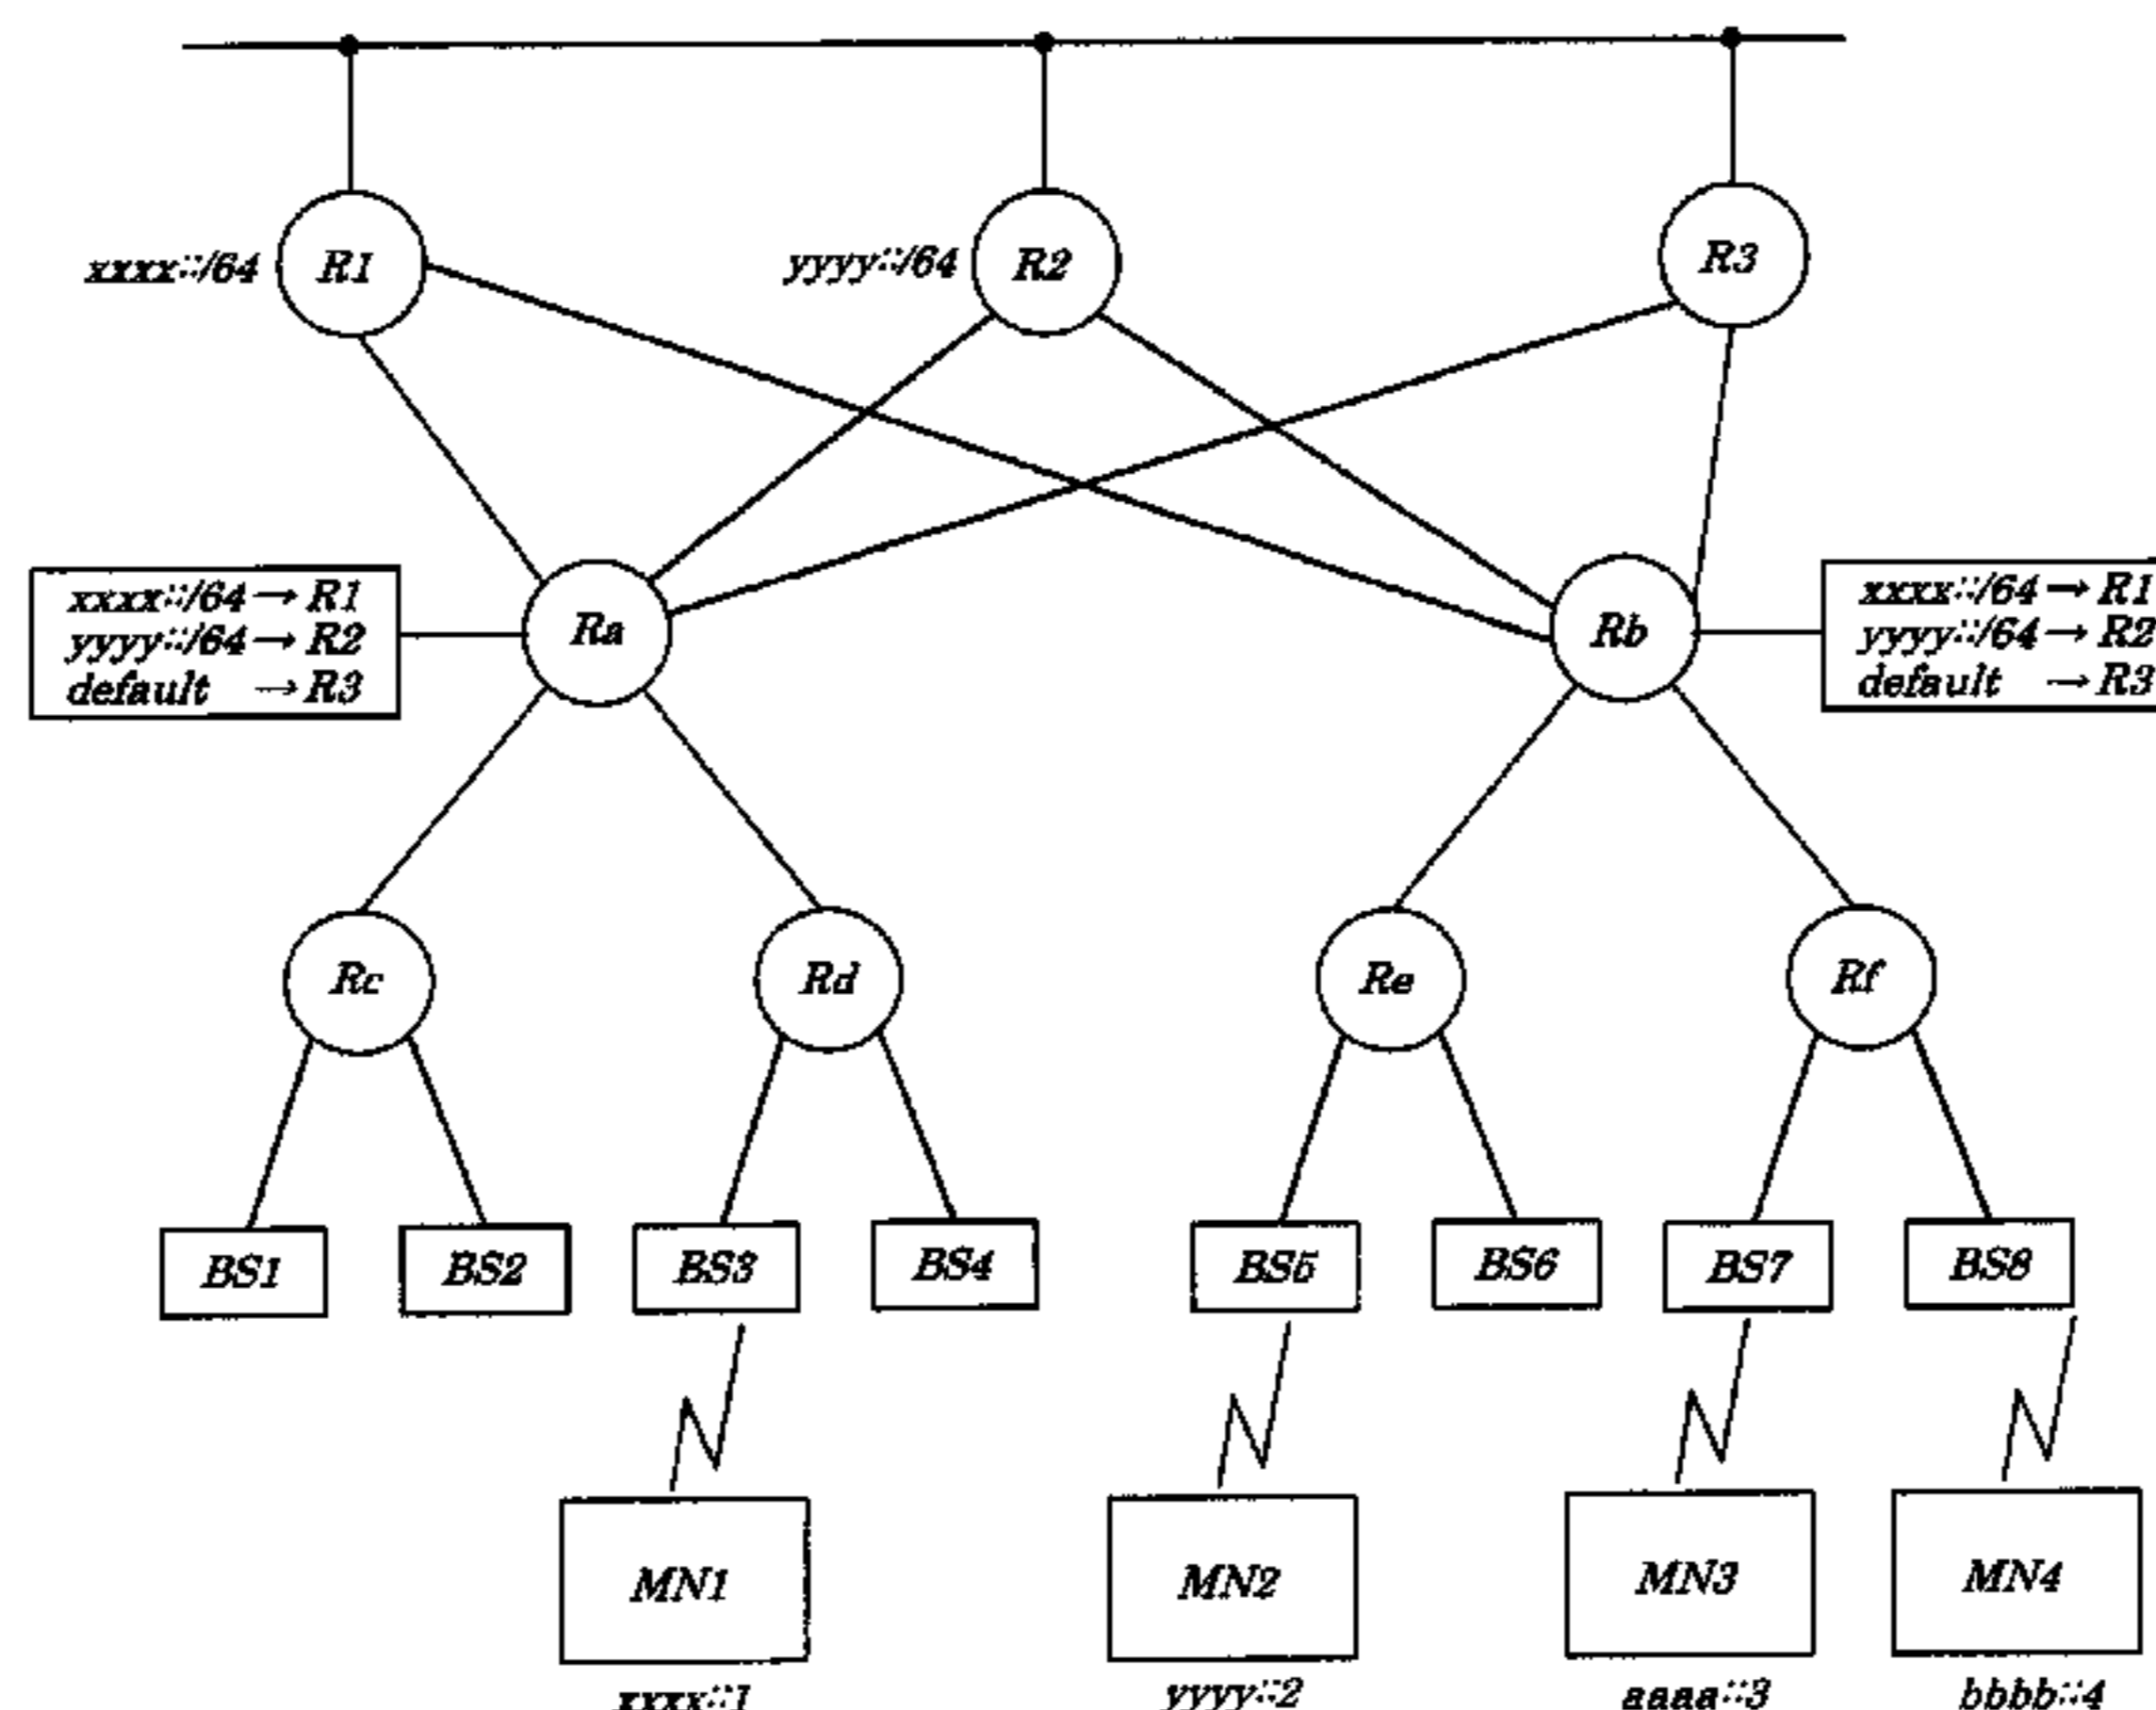 xxxx::/64
R1
yyyy::/64
R2
R3
xxxx::/64 → R1
yyyy::/64 → R2
default → R3
Ra
Rb
xxxx::/64 → R1
yyyy::/64 → R2
default → R3
Rc
Rd
Re
Rf
BS1
BS2
BS3
BS4
BS5
BS6
BS7
BS8
MN1
MN2
MN3
MN4
xxxx::1
yyyy::2
aaaa::3
bbbb::4